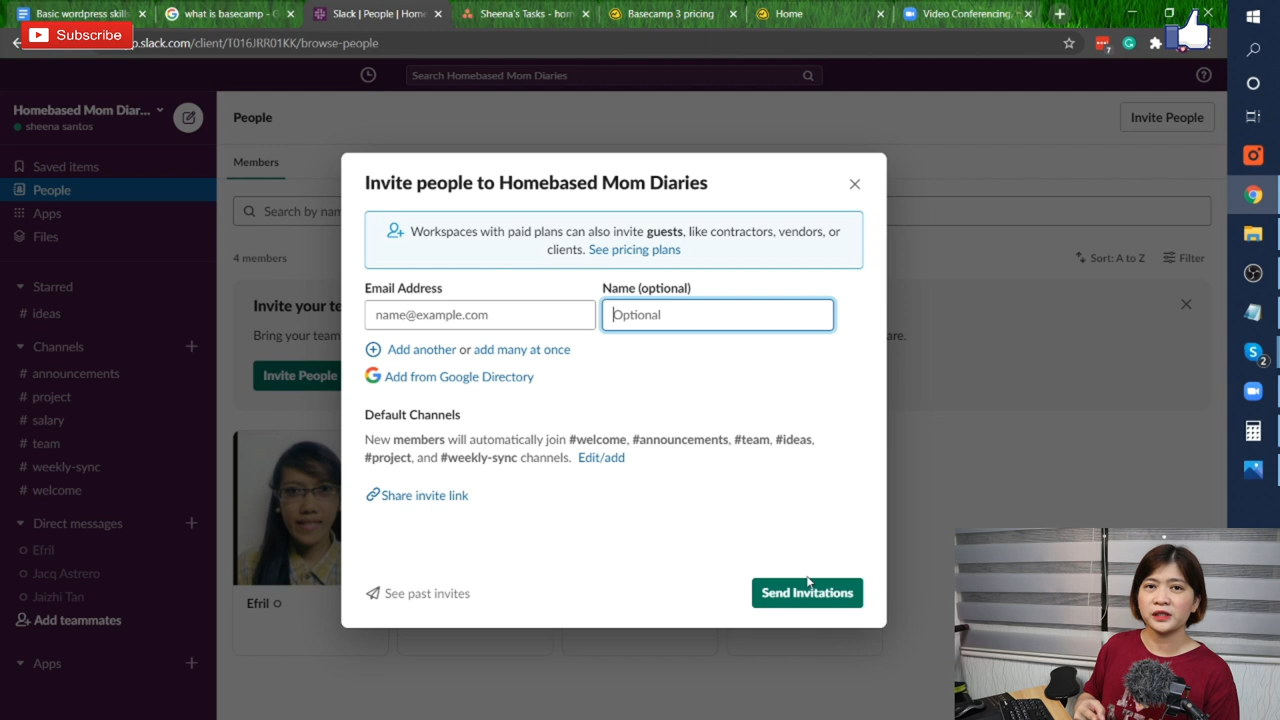 Basic wordpress skill
what is basecamp - G
Slack | People | Home
Sheena's Tasks - hom
Basecamp 3 pricing
Home
Video Conferencing,
Subscribe
p.slack.com/client/T016JRR01KK/browse-people
7
Search Homebased Mom Diaries
Homebased Mom Diar...
sheena santos
People
Invite People
Saved items
People
Apps
Files
Members
Search by nam
4 members
Sort: A to Z
Filter
Starred
# ideas
Channels
# announcements
# project
# salary
# team
# weekly-sync
# welcome
Direct messages
Efril
Jacq Astrero
Jaizhi Tan
Add teammates
Apps
Invite your te
Bring your team
are.
Invite People
Efril
Invite people to Homebased Mom Diaries
Workspaces with paid plans can also invite guests, like contractors, vendors, or
clients. See pricing plans
Email Address
Name (optional)
name@example.com
Optional
Add another or add many at once
Add from Google Directory
Default Channels
New members will automatically join #welcome, #announcements, #team, #ideas,
#project, and #weekly-sync channels. Edit/add
Share invite link
See past invites
Send Invitations
2